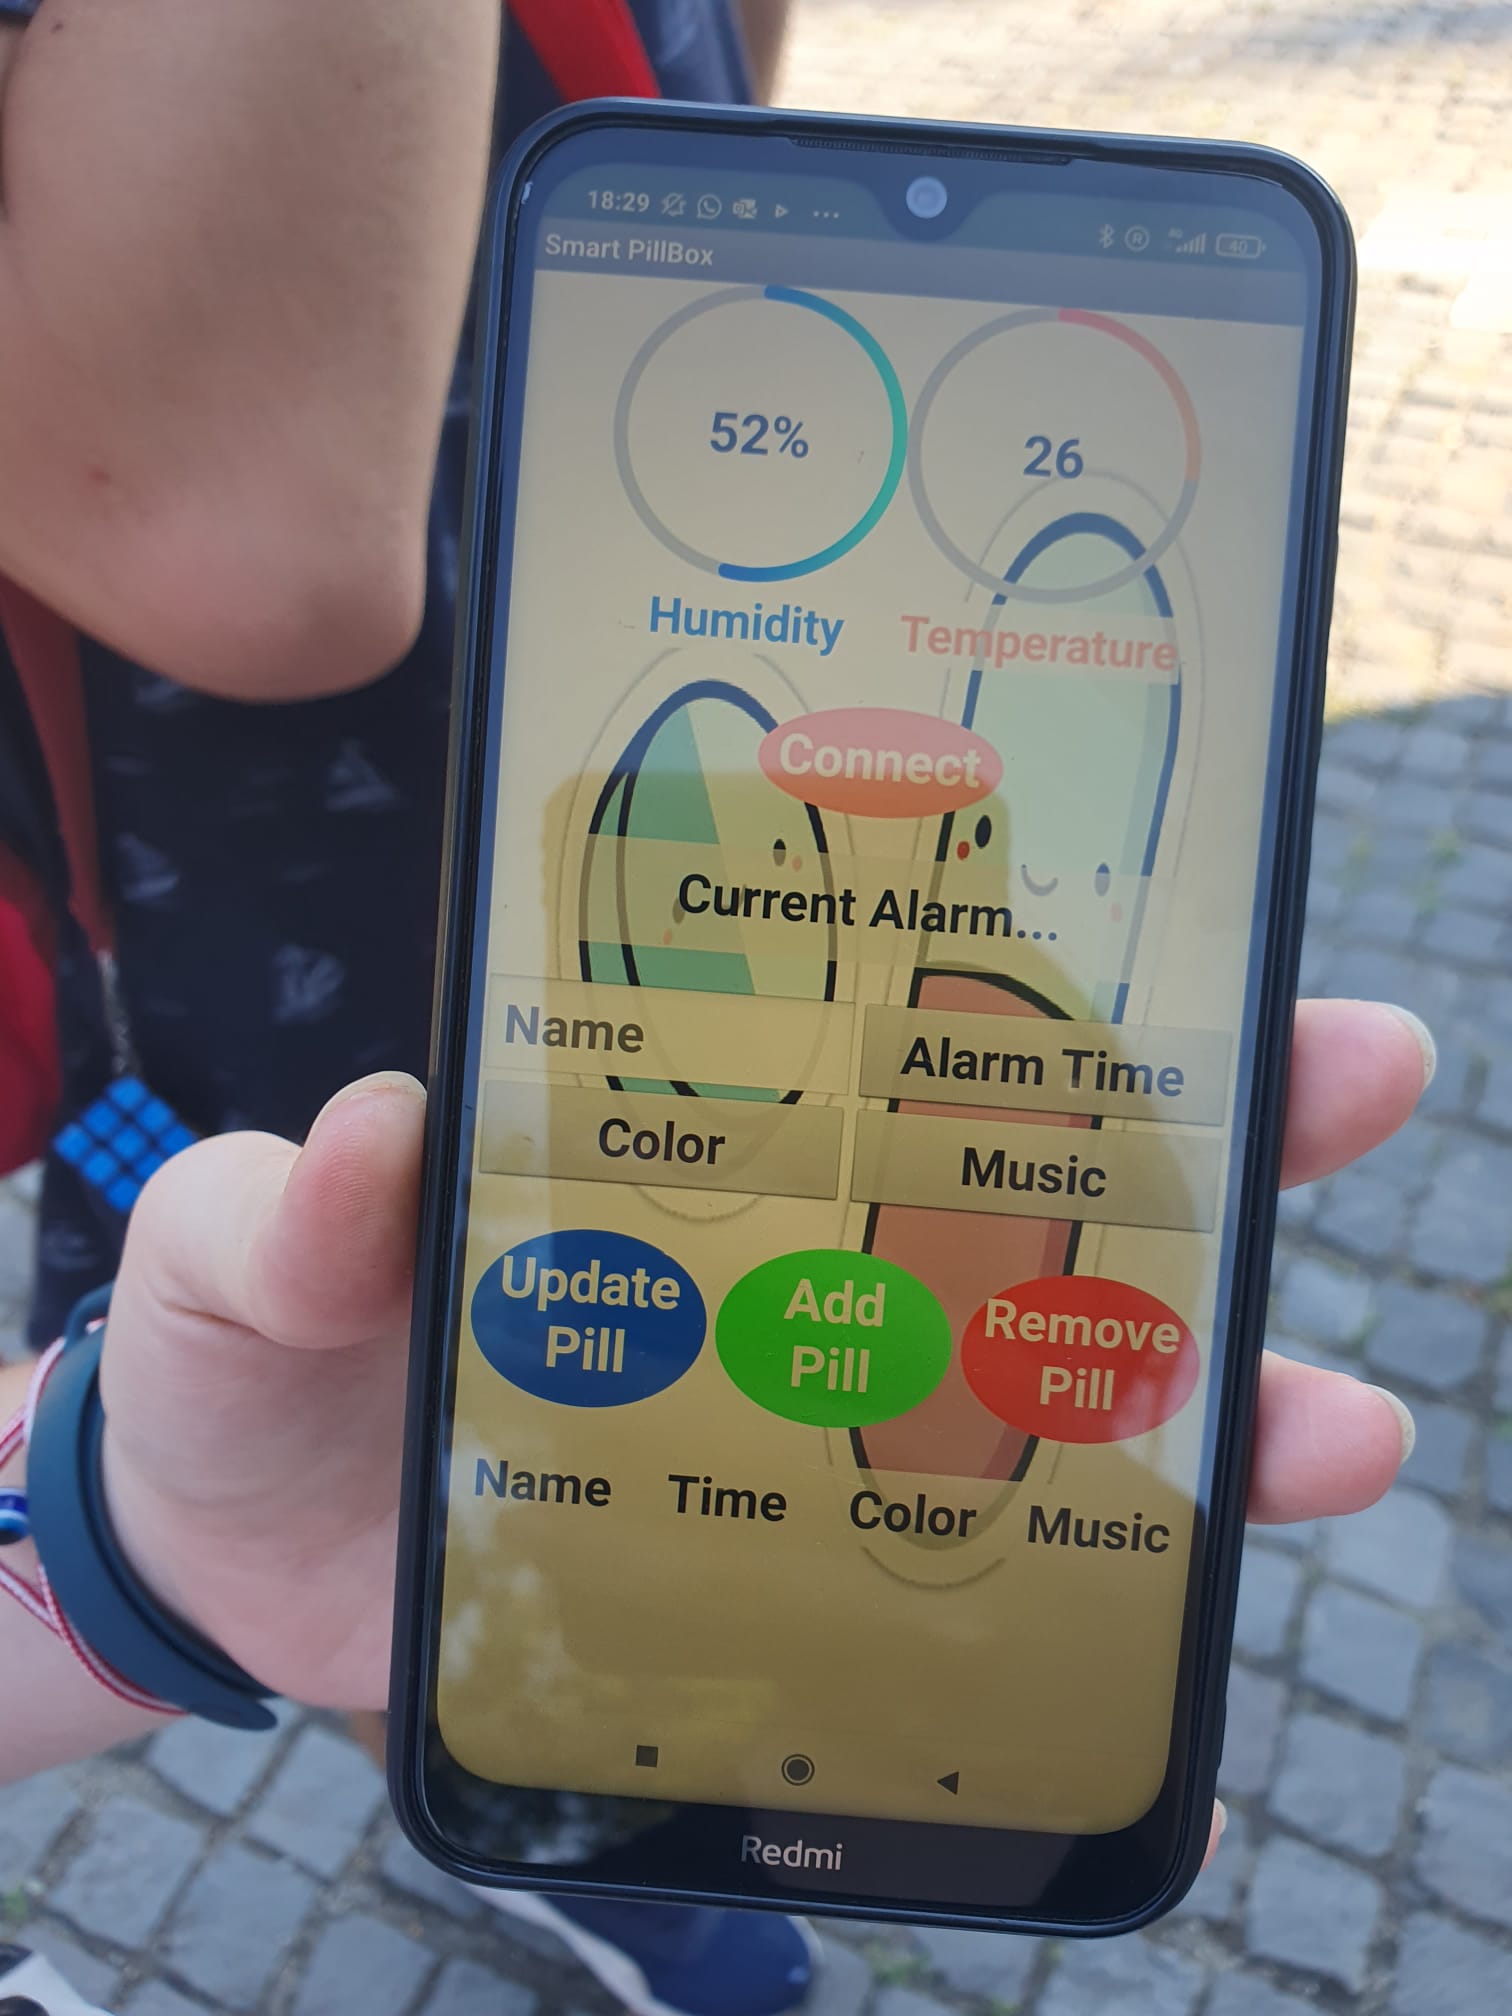 18:29
40
Smart PillBox
52%
26
Humidity
Temperature
Connect
Current Alarm...
Name
Alarm Time
Color
Music
Update
Pill
Add
Pill
Remove
Pill
Name Time Color Music
Redmi